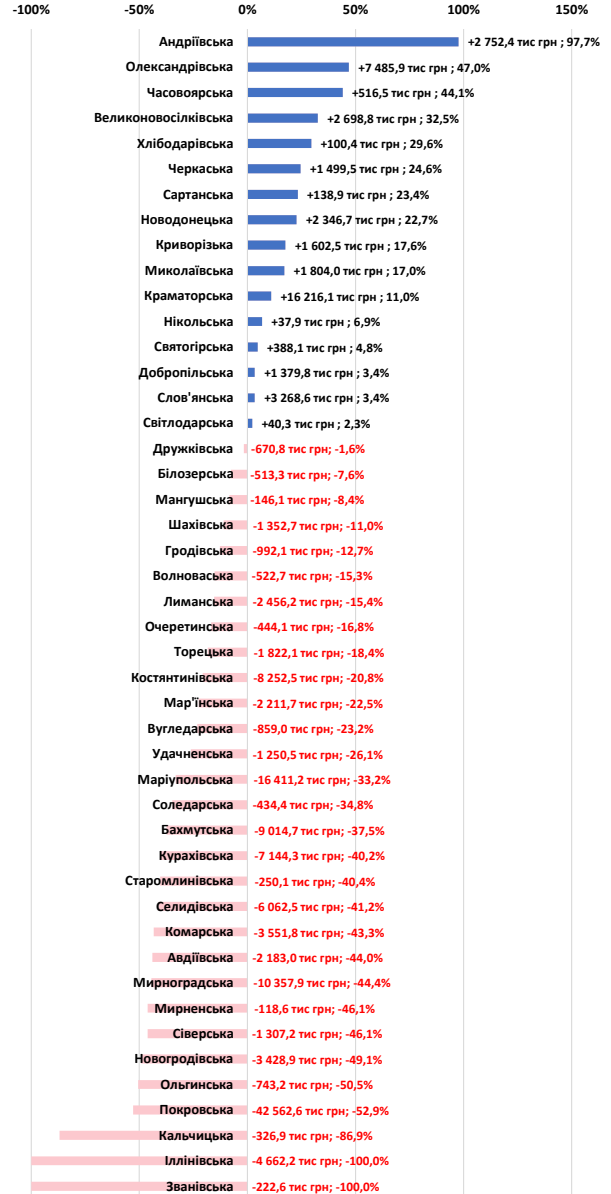 -100% -50% 0% 50% 100% 150%
Андріївська +2 752,4 тис грн ; 97,7%
Олександрівська +7 485,9 тис грн ; 47,0%
Часовоярська +516,5 тис грн ; 44,1%
Великоновосілківська +2 698,8 тис грн ; 32,5%
Хлібодарівська +100,4 тис грн ; 29,6%
Черкаська +1 499,5 тис грн ; 24,6%
Сартанська +138,9 тис грн ; 23,4%
Новодонецька +2 346,7 тис грн ; 22,7%
Криворізька +1 602,5 тис грн ; 17,6%
Миколаївська +1 804,0 тис грн ; 17,0%
Краматорська +16 216,1 тис грн ; 11,0%
Нікольська +37,9 тис грн ; 6,9%
Святогірська +388,1 тис грн ; 4,8%
Добропільська +1 379,8 тис грн ; 3,4%
Слов'янська +3 268,6 тис грн ; 3,4%
Світлодарська +40,3 тис грн ; 2,3%
Дружківська -670,8 тис грн; -1,6%
Білозерська -513,3 тис грн; -7,6%
Мангушська -146,1 тис грн; -8,4%
Шахівська -1 352,7 тис грн; -11,0%
Гродівська -992,1 тис грн; -12,7%
Волноваська -522,7 тис грн; -15,3%
Лиманська -2 456,2 тис грн; -15,4%
Очеретинська -444,1 тис грн; -16,8%
Торецька -1 822,1 тис грн; -18,4%
Костянтинівська -8 252,5 тис грн; -20,8%
Мар'їнська -2 211,7 тис грн; -22,5%
Вугледарська -859,0 тис грн; -23,2%
Удачненська -1 250,5 тис грн; -26,1%
Маріупольська -16 411,2 тис грн; -33,2%
Соледарська -434,4 тис грн; -34,8%
Бахмутська -9 014,7 тис грн; -37,5%
Курахівська -7 144,3 тис грн; -40,2%
Старомлинівська -250,1 тис грн; -40,4%
Селидівська -6 062,5 тис грн; -41,2%
Комарська -3 551,8 тис грн; -43,3%
Авдіївська -2 183,0 тис грн; -44,0%
Мирноградська -10 357,9 тис грн; -44,4%
Мирненська -118,6 тис грн; -46,1%
Сіверська -1 307,2 тис грн; -46,1%
Новогродівська -3 428,9 тис грн; -49,1%
Ольгинська -743,2 тис грн; -50,5%
Покровська -42 562,6 тис грн; -52,9%
Кальчицька -326,9 тис грн; -86,9%
Іллінівська -4 662,2 тис грн; -100,0%
Званівська -222,6 тис грн; -100,0%